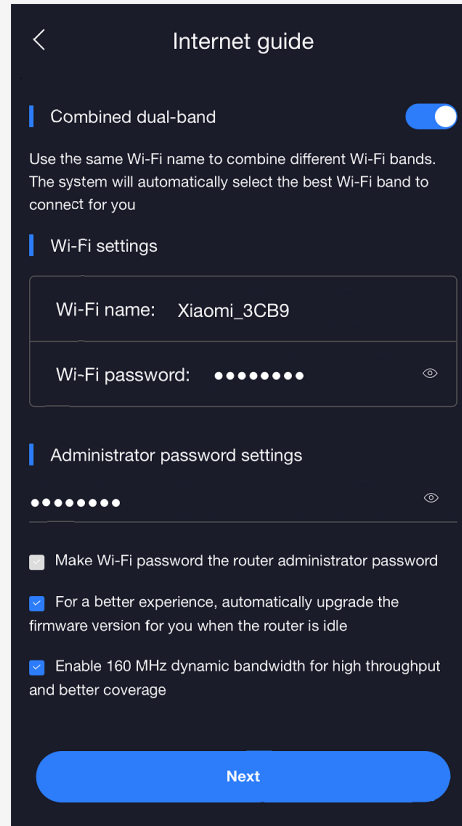 Internet guide
Combined dual-band
Use the same Wi-Fi name to combine different Wi-Fi bands.
The system will automatically select the best Wi-Fi band to
connect for you
Wi-Fi settings
Wi-Fi name: Xiaomi_3CB9
Wi-Fi password: ●●●●●●●●
Administrator password settings
●●●●●●●●
Make Wi-Fi password the router administrator password
For a better experience, automatically upgrade the
firmware version for you when the router is idle
Enable 160 MHz dynamic bandwidth for high throughput
and better coverage
Next